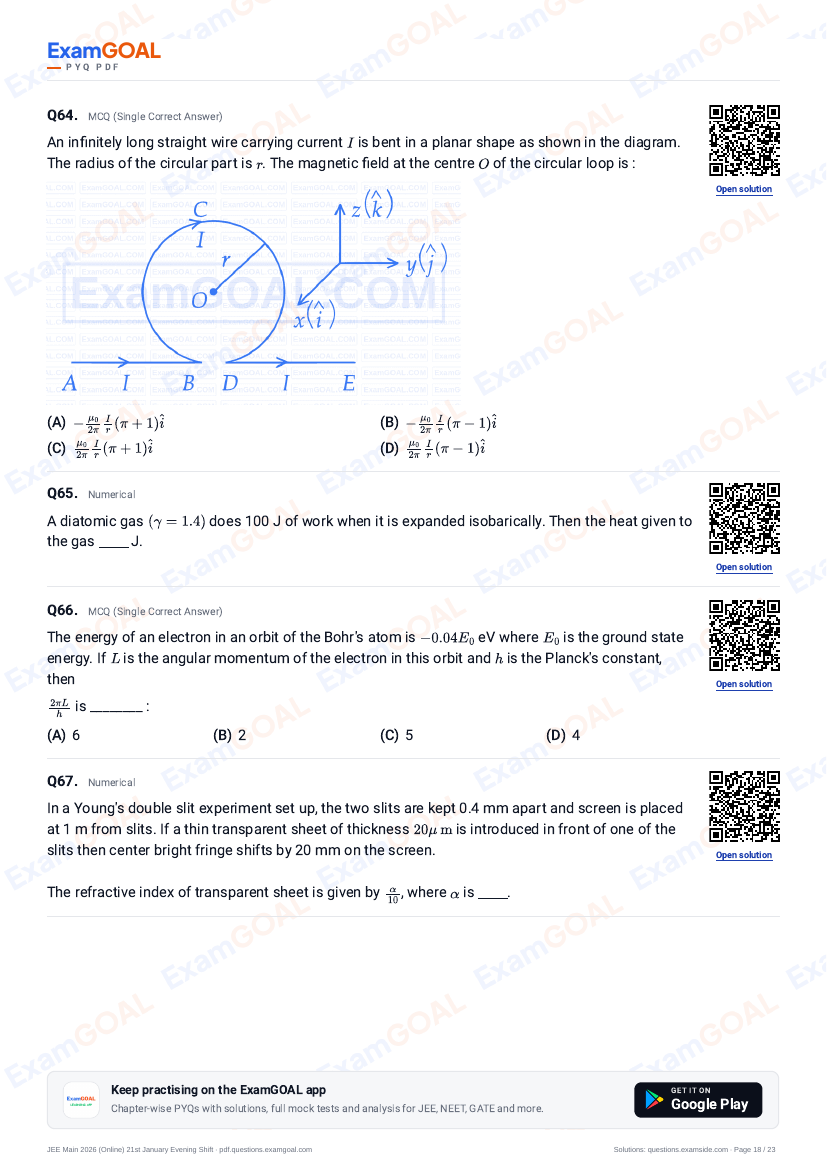 ExamGOAL
PYQ PDF
Q64. MCQ (Single Correct Answer)
An infinitely long straight wire carrying current I is bent in a planar shape as shown in the diagram.
The radius of the circular part is r. The magnetic field at the centre O of the circular loop is :
Open solution
C
I
r
O
z(k̂)
y(ĵ)
x(î)
A I B D I E
ExamGOAL.COM
(A) −μ₀/2π I/r (π + 1)î (B) −μ₀/2π I/r (π − 1)î
(C) μ₀/2π I/r (π + 1)î (D) μ₀/2π I/r (π − 1)î
Q65. Numerical
A diatomic gas (γ = 1.4) does 100 J of work when it is expanded isobarically. Then the heat given to
the gas ____ J.
Open solution
Q66. MCQ (Single Correct Answer)
The energy of an electron in an orbit of the Bohr's atom is −0.04E₀ eV where E₀ is the ground state
energy. If L is the angular momentum of the electron in this orbit and h is the Planck's constant,
then
2πL/h is _______ :
Open solution
(A) 6 (B) 2 (C) 5 (D) 4
Q67. Numerical
In a Young's double slit experiment set up, the two slits are kept 0.4 mm apart and screen is placed
at 1 m from slits. If a thin transparent sheet of thickness 20μ m is introduced in front of one of the
slits then center bright fringe shifts by 20 mm on the screen.
Open solution
The refractive index of transparent sheet is given by α/10, where α is ____.
Keep practising on the ExamGOAL app
Chapter-wise PYQs with solutions, full mock tests and analysis for JEE, NEET, GATE and more.
GET IT ON
Google Play
JEE Main 2026 (Online) 21st January Evening Shift · pdf.questions.examgoal.com
Solutions: questions.examside.com · Page 18 / 23